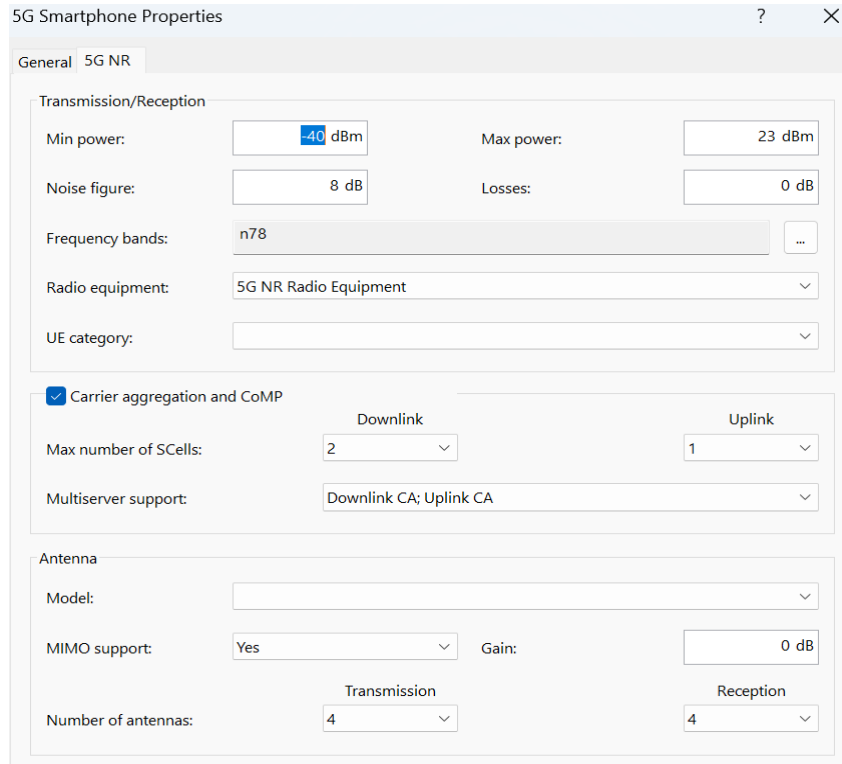 5G Smartphone Properties ?
General 5G NR
Transmission/Reception
Min power: -40 dBm Max power: 23 dBm
Noise figure: 8 dB Losses: 0 dB
Frequency bands: n78 ...
Radio equipment: 5G NR Radio Equipment
UE category:
Carrier aggregation and CoMP
Downlink Uplink
Max number of SCells: 2 1
Multiserver support: Downlink CA; Uplink CA
Antenna
Model:
MIMO support: Yes Gain: 0 dB
Transmission Reception
Number of antennas: 4 4